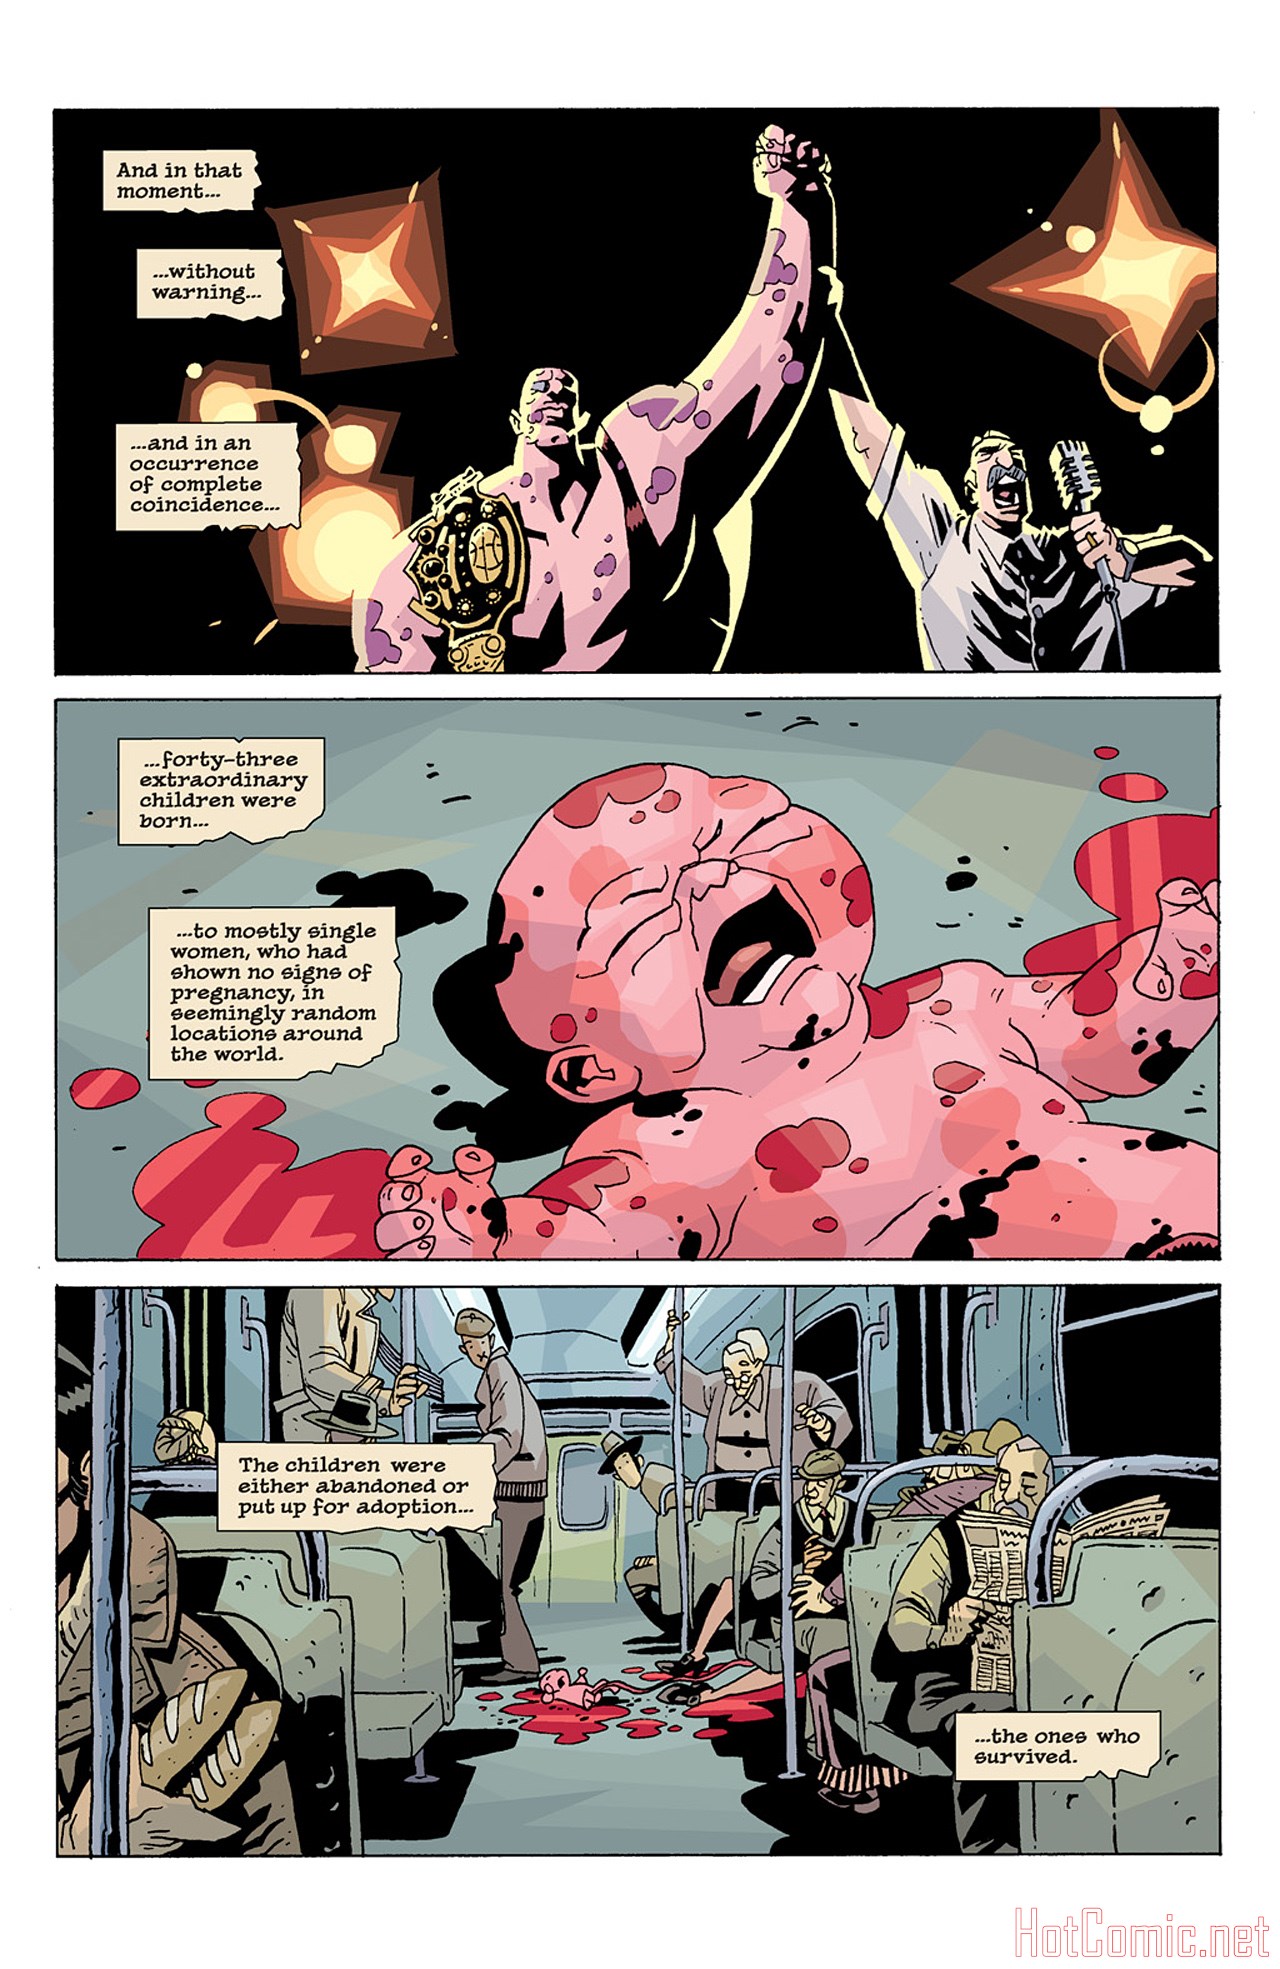 And in that
moment...
...without
warning...
...and in an
occurrence
of complete
coincidence...
...forty-three
extraordinary
children were
born...
...to mostly single
women, who had
shown no signs of
pregnancy, in
seemingly random
locations around
the world.
The children were
either abandoned or
put up for adoption...
...the ones who
survived.
HotComic.net